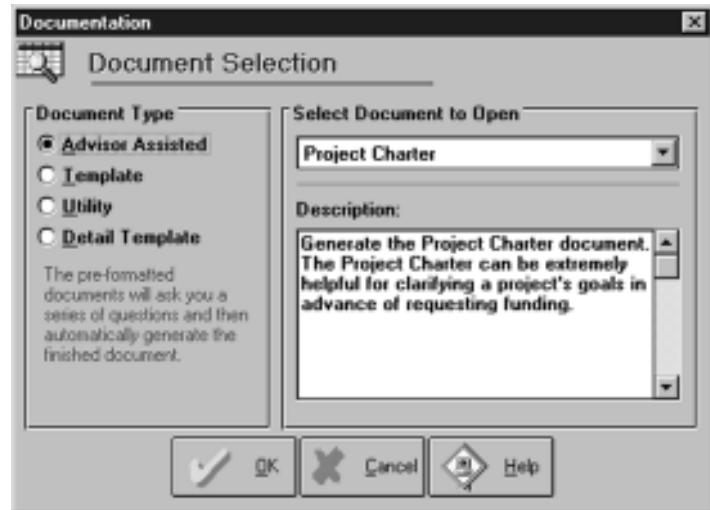 Documentation
Document Selection
Document Type
Advisor Assisted
Template
Utility
Detail Template
The pre-formatted
documents will ask you a
series of questions and then
automatically generate the
finished document.
Select Document to Open
Project Charter
Description:
Generate the Project Charter document.
The Project Charter can be extremely
helpful for clarifying a project's goals in
advance of requesting funding.
OK
Cancel
Help